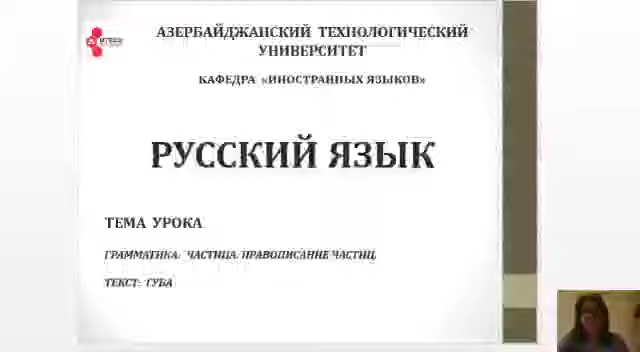 АЗЕРБАЙДЖАНСКИЙ ТЕХНОЛОГИЧЕСКИЙ
УНИВЕРСИТЕТ
КАФЕДРА «ИНОСТРАННЫХ ЯЗЫКОВ»
РУССКИЙ ЯЗЫК
ТЕМА УРОКА
ГРАММАТИКА: ЧАСТИЦА. ПРАВОПИСАНИЕ ЧАСТИЦ.
ТЕКСТ: ГУБА